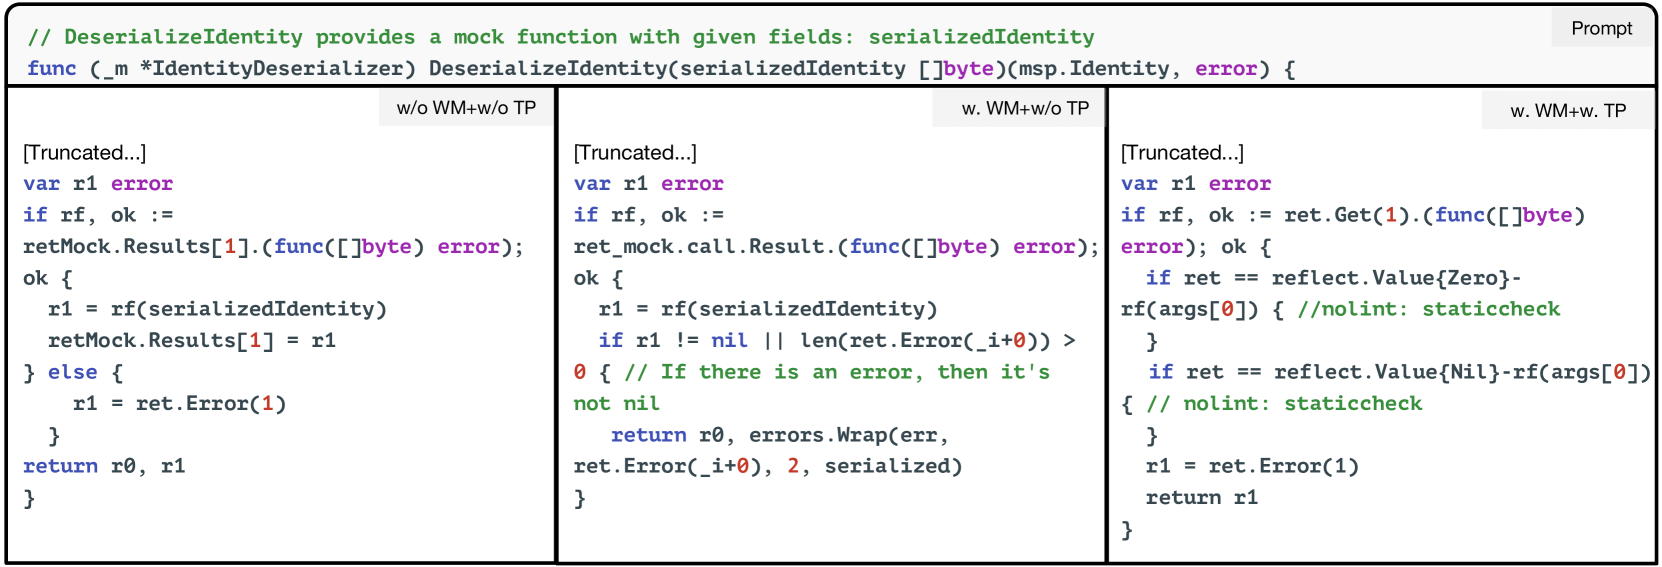 Prompt
// DeserializeIdentity provides a mock function with given fields: serializedIdentity
func (_m *IdentityDeserializer) DeserializeIdentity(serializedIdentity []byte)(msp.Identity, error) {
w/o WM+w/o TP
[Truncated...]
var r1 error
if rf, ok :=
retMock.Results[1].(func([]byte) error);
ok {
r1 = rf(serializedIdentity)
retMock.Results[1] = r1
} else {
r1 = ret.Error(1)
}
return r0, r1
}
w. WM+w/o TP
[Truncated...]
var r1 error
if rf, ok :=
ret_mock.call.Result.(func([]byte) error);
ok {
r1 = rf(serializedIdentity)
if r1 != nil || len(ret.Error(_i+0)) >
0 { // If there is an error, then it's
not nil
return r0, errors.Wrap(err,
ret.Error(_i+0), 2, serialized)
}
w. WM+w. TP
[Truncated...]
var r1 error
if rf, ok := ret.Get(1).(func([]byte)
error); ok {
if ret == reflect.Value{Zero}-
rf(args[0]) { //nolint: staticcheck
}
if ret == reflect.Value{Nil}-rf(args[0])
{ // nolint: staticcheck
}
r1 = ret.Error(1)
return r1
}